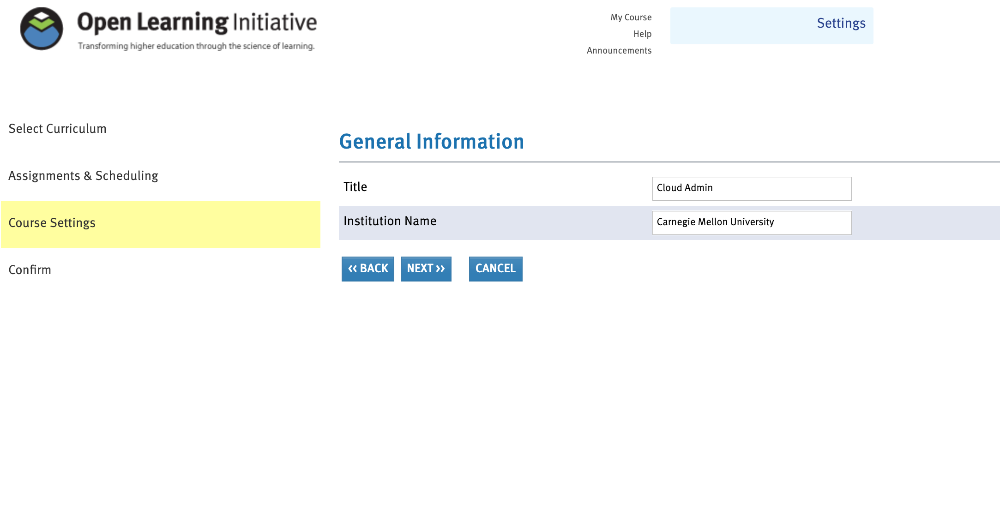 Open Learning Initiative
Transforming higher education through the science of learning.
My Course
Help
Announcements
Settings
Select Curriculum
Assignments & Scheduling
Course Settings
Confirm
General Information
Title
Cloud Admin
Institution Name
Carnegie Mellon University
<< BACK
NEXT >>
CANCEL